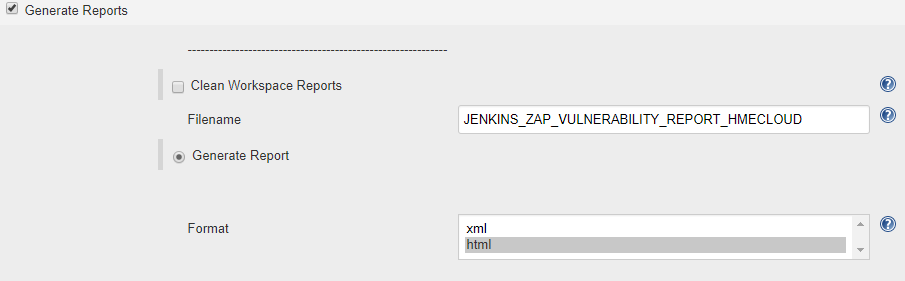 Generate Reports
------------------------------------------------------------
Clean Workspace Reports
Filename JENKINS_ZAP_VULNERABILITY_REPORT_HMECLOUD
Generate Report
Format xml
html